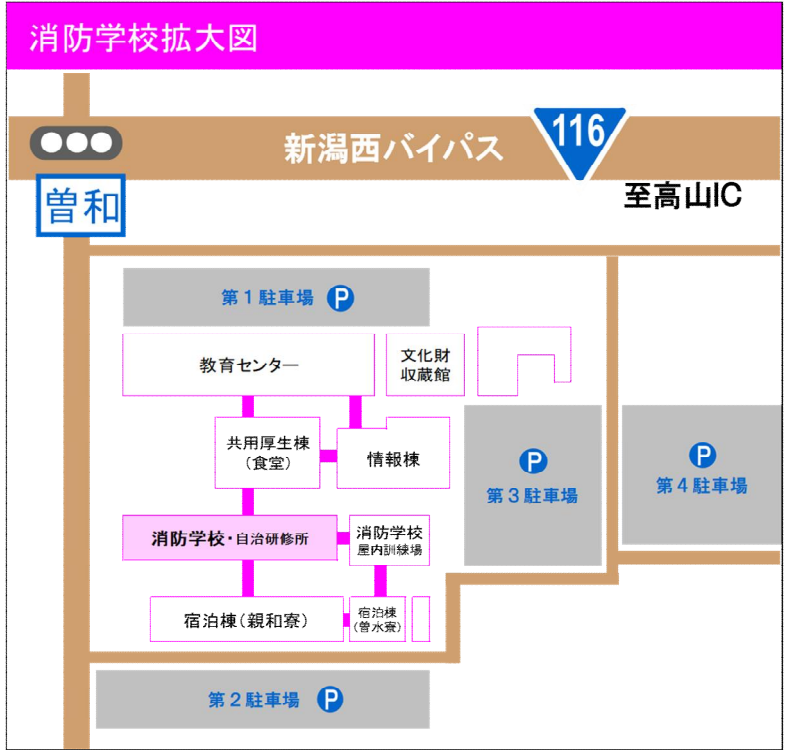 消防学校拡大図
新潟西バイパス
116
至高山IC
曽和
第1駐車場 P
教育センター
文化財
収蔵館
共用厚生棟
(食堂)
情報棟
P
第3駐車場
P
第4駐車場
消防学校・自治研修所
消防学校
屋内訓練場
宿泊棟(親和寮)
宿泊棟
(曽水寮)
第2駐車場 P